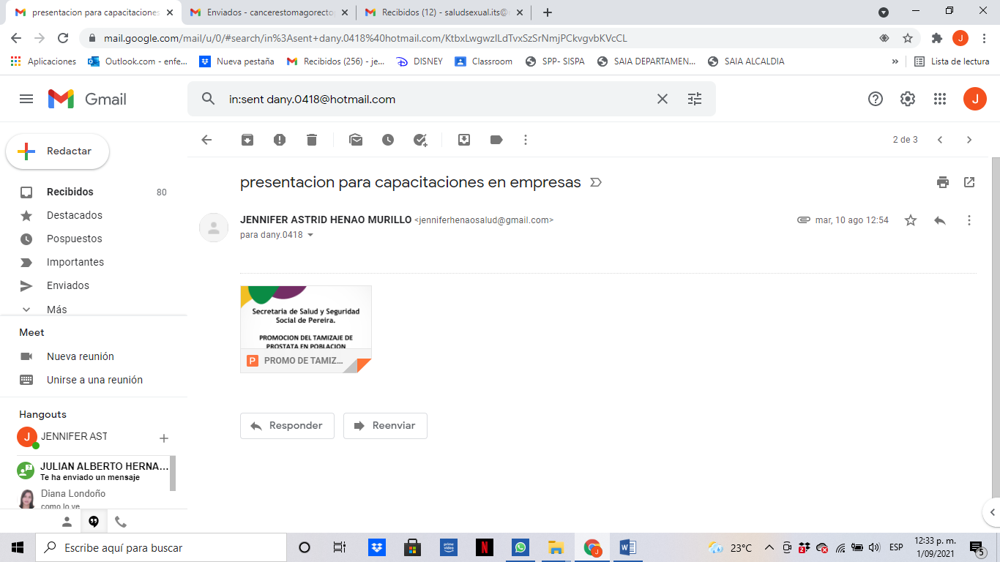 presentacion para capacitaciones
Enviados - cancerestomagorecto
Recibidos (12) - saludsexual.its@
mail.google.com/mail/u/0/#search/in%3Asent+dany.0418%40hotmail.com/KtbxLwgwzlLdTvxSzSrNmjPCkvgvbKVcCL
J
Aplicaciones
Outlook.com - enfe...
Nueva pestaña
Recibidos (256) - je...
DISNEY
Classroom
SPP- SISPA
SAIA DEPARTAMEN...
SAIA ALCALDIA
»
Lista de lectura
Gmail
in:sent dany.0418@hotmail.com
J
Redactar
2 de 3
Recibidos 80
Destacados
Pospuestos
Importantes
Enviados
Más
presentacion para capacitaciones en empresas
JENNIFER ASTRID HENAO MURILLO <jenniferhenaosalud@gmail.com>
mar, 10 ago 12:54
para dany.0418
Secretaria de Salud y Seguridad
Social de Pereira.
PROMOCION DEL TAMIZAJE DE
PROSTATA EN POBLACION
P PROMO DE TAMIZ...
Responder
Reenviar
Meet
Nueva reunión
Unirse a una reunión
Hangouts
J JENNIFER AST
JULIAN ALBERTO HERNA...
Te ha enviado un mensaje
Diana Londoño
como lo ve
Escribe aquí para buscar
prime video
N
J
W
23°C
2
ESP
12:33 p. m.
1/09/2021
5